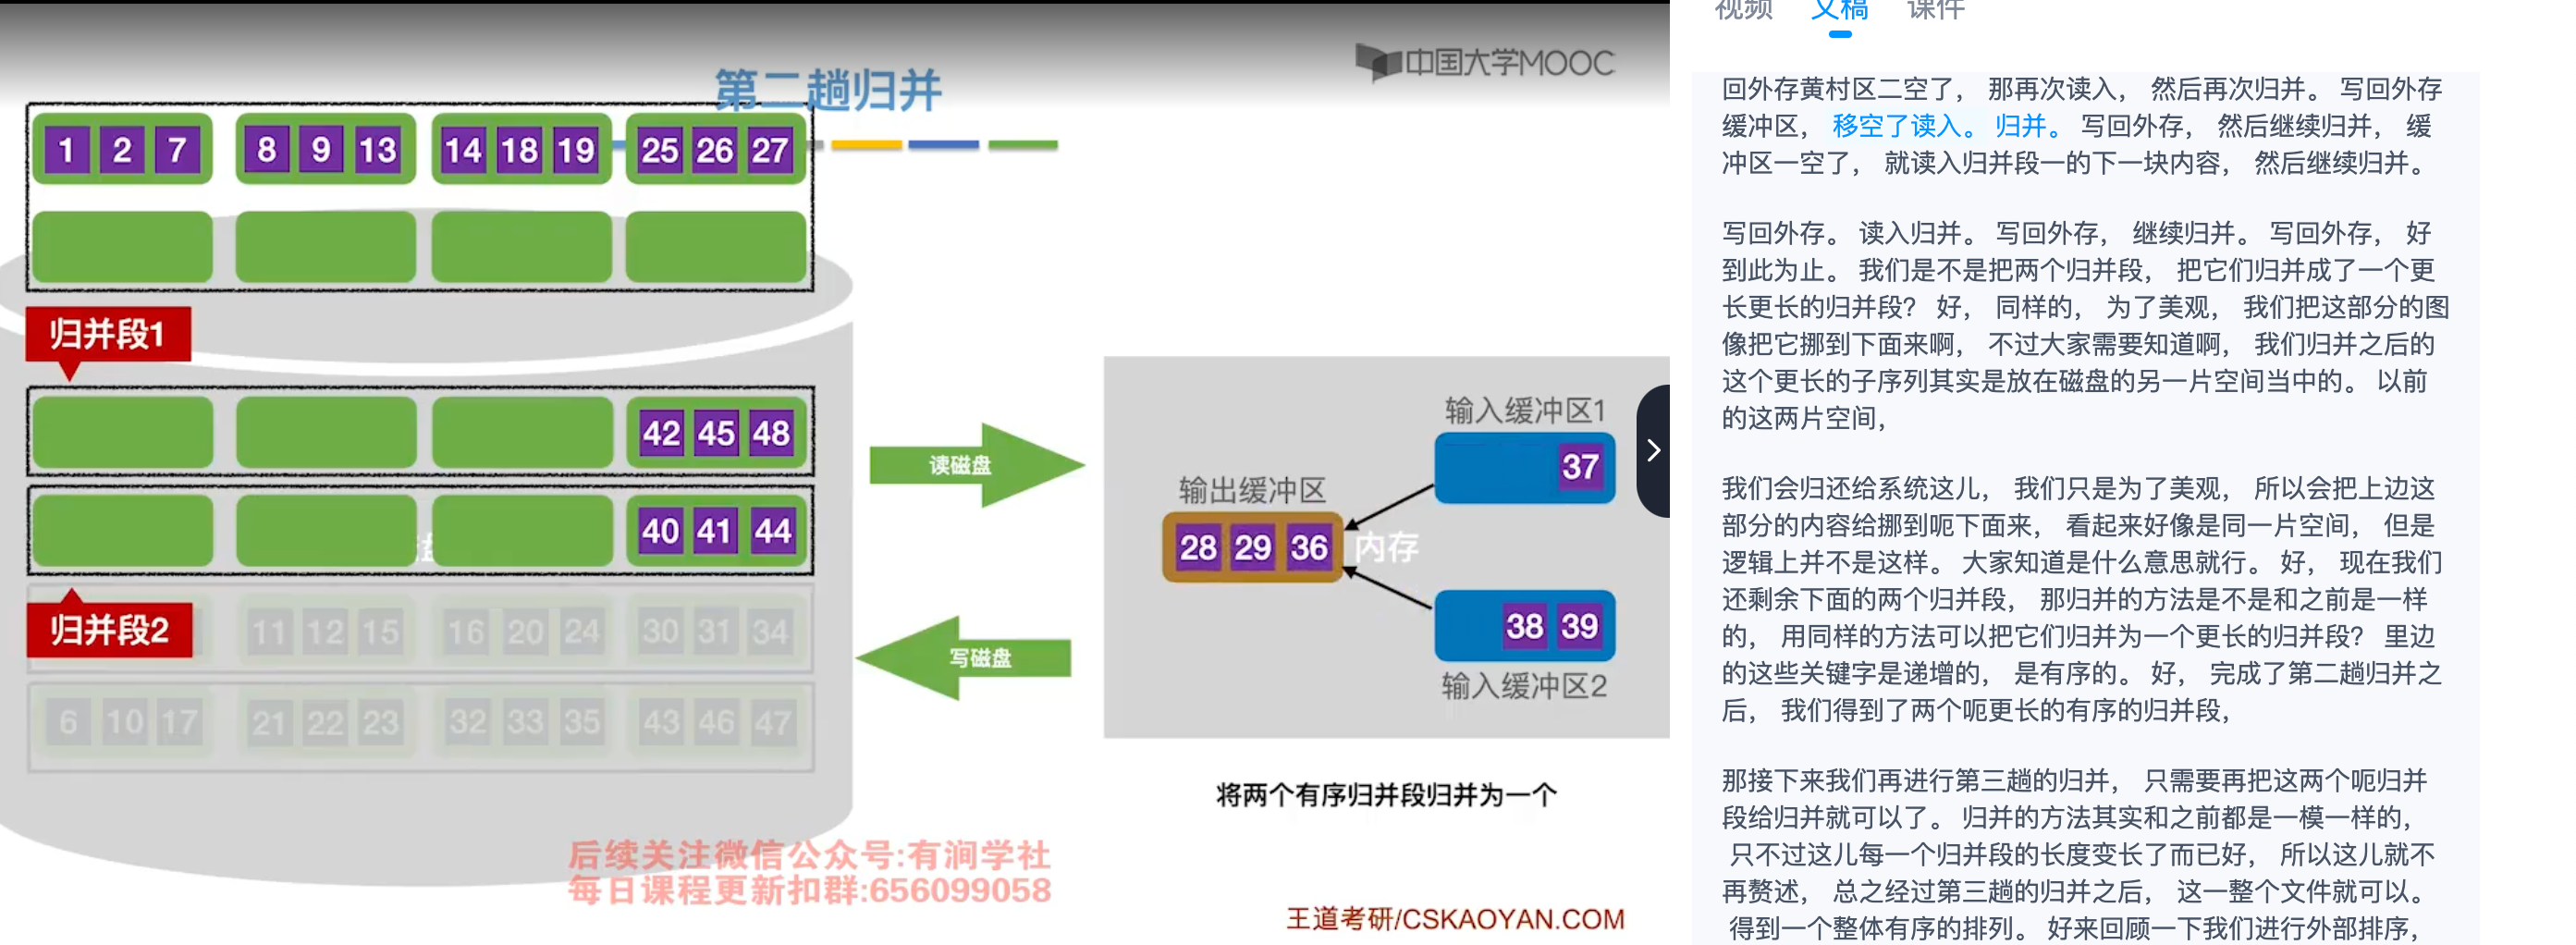 第二趟归并
中国大学MOOC
1 2 7 8 9 13 14 18 19 25 26 27
归并段1
42 45 48
40 41 44
归并段2
11 12 15 16 20 24 30 31 34
6 10 17 21 22 23 32 33 35 43 46 47
读磁盘
写磁盘
输入缓冲区1
37
输出缓冲区
28 29 36
内存
38 39
输入缓冲区2
将两个有序归并段归并为一个
后续关注微信公众号:有涧学社
每日课程更新扣群:656099058
王道考研/CSKAOYAN.COM
视频 文稿 课件
回外存黄村区二空了， 那再次读入， 然后再次归并。 写回外存
缓冲区， 移空了读入。 归并。 写回外存， 然后继续归并， 缓
冲区一空了， 就读入归并段一的下一块内容， 然后继续归并。
写回外存。 读入归并。 写回外存， 继续归并。 写回外存， 好
到此为止。 我们是不是把两个归并段， 把它们归并成了一个更
长更长的归并段? 好， 同样的， 为了美观， 我们把这部分的图
像把它挪到下面来啊， 不过大家需要知道啊， 我们归并之后的
这个更长的子序列其实是放在磁盘的另一片空间当中的。 以前
的这两片空间，
我们会归还给系统这儿， 我们只是为了美观， 所以会把上边这
部分的内容给挪到呃下面来， 看起来好像是同一片空间， 但是
逻辑上并不是这样。 大家知道是什么意思就行。 好， 现在我们
还剩余下面的两个归并段， 那归并的方法是不是和之前是一样
的， 用同样的方法可以把它们归并为一个更长的归并段? 里边
的这些关键字是递增的， 是有序的。 好， 完成了第二趟归并之
后， 我们得到了两个呃更长的有序的归并段，
那接下来我们再进行第三趟的归并， 只需要再把这两个呃归并
段给归并就可以了。 归并的方法其实和之前都是一模一样的，
只不过这儿每一个归并段的长度变长了而已好， 所以这儿就不
再赘述， 总之经过第三趟的归并之后， 这一整个文件就可以。
得到一个整体有序的排列。 好来回顾一下我们进行外部排序，